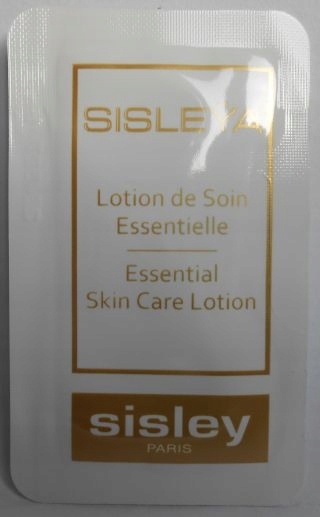 SISLEYA
Lotion de Soin
Essentielle
Essential
Skin Care Lotion
sisley
PARIS